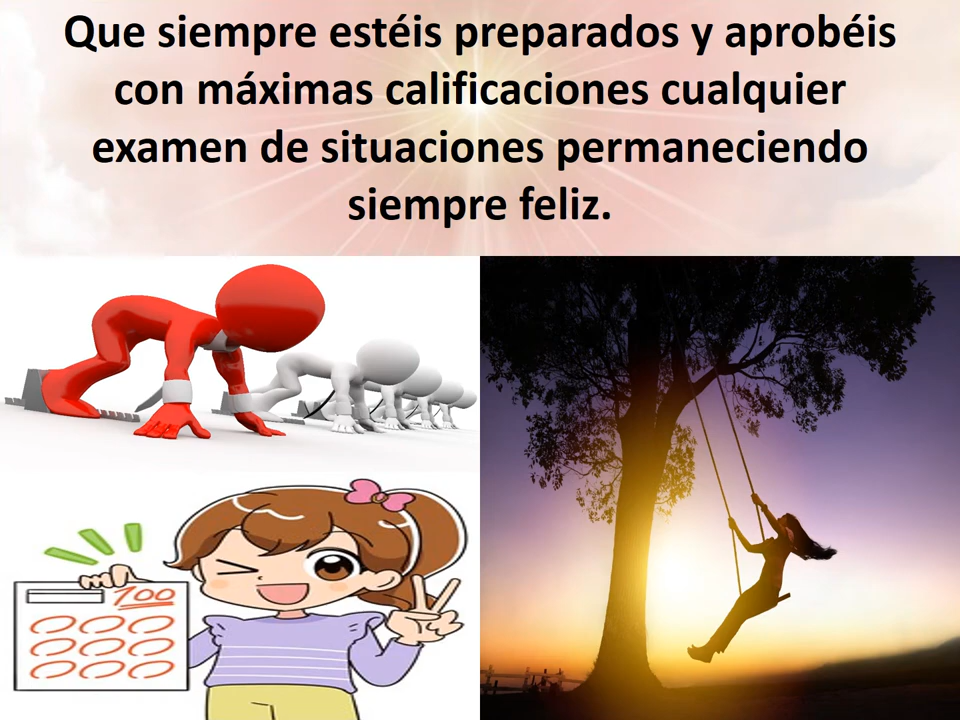 Que siempre estéis preparados y aprobéis
con máximas calificaciones cualquier
examen de situaciones permaneciendo
siempre feliz.
100